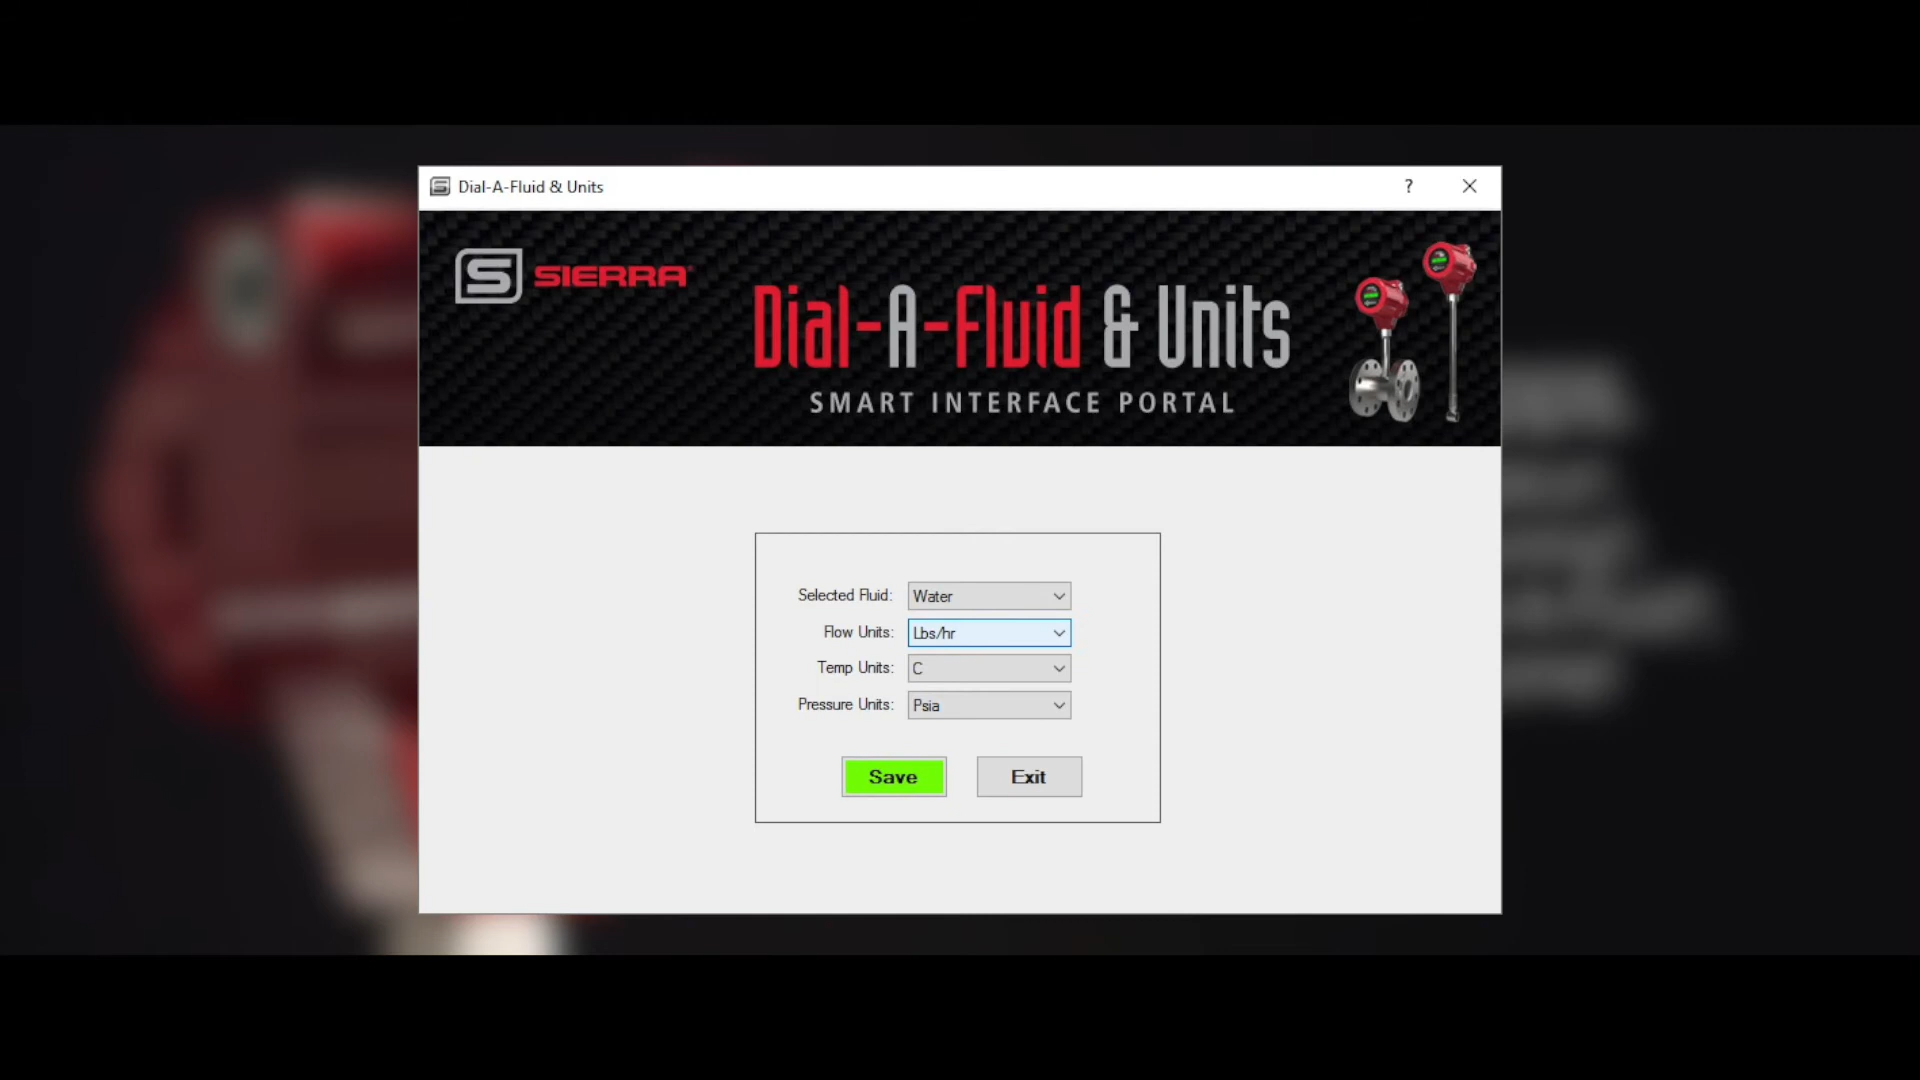 Dial-A-Fluid & Units
?
S SIERRA
Dial-A-Fluid & Units
SMART INTERFACE PORTAL
Selected Fluid: Water
Flow Units: Lbs/hr
Temp Units: C
Pressure Units: Psia
Save Exit